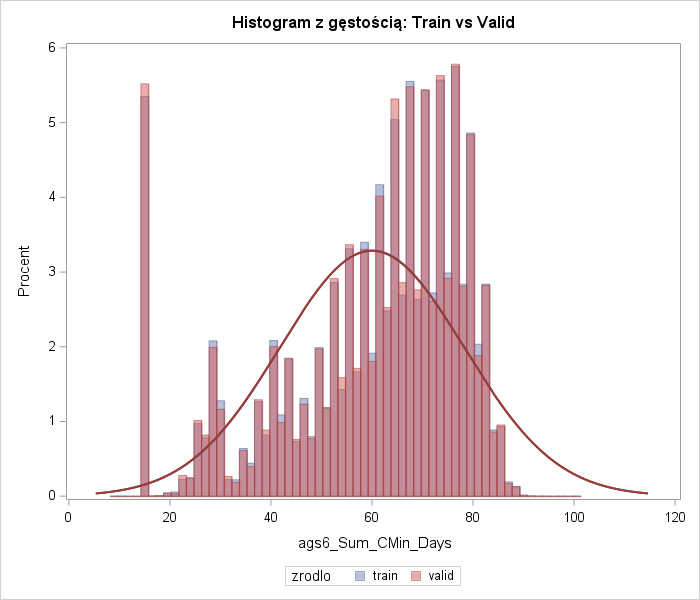 Histogram z gęstością: Train vs Valid
6
5
4
3
2
1
0
Procent
0 20 40 60 80 100 120
ags6_Sum_CMin_Days
zrodlo train valid